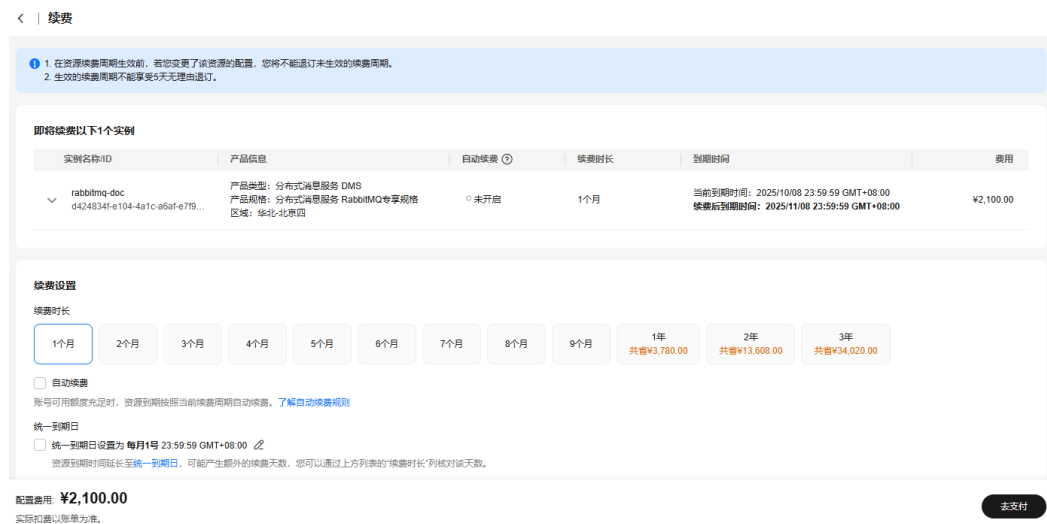 续费
1. 在资源续费周期生效前，若您变更了该资源的配置，您将不能退订未生效的续费周期。
2. 生效的续费周期不能享受5天无理由退订。
即将续费以下1个实例
实例名称/ID 产品信息 自动续费 续费时长 到期时间 费用
rabbitmq-doc
d424834f-e104-4a1c-a6af-e7f9...
产品类型：分布式消息服务 DMS
产品规格：分布式消息服务 RabbitMQ专享规格
区域：华北-北京四
未开启
1个月
当前到期时间：2025/10/08 23:59:59 GMT+08:00
续费后到期时间：2025/11/08 23:59:59 GMT+08:00
¥2,100.00
续费设置
续费时长
1个月 2个月 3个月 4个月 5个月 6个月 7个月 8个月 9个月 1年 2年 3年
共省¥3,780.00 共省¥13,608.00 共省¥34,020.00
自动续费
账号可用额度充足时，资源到期按照当前续费周期自动续费。了解自动续费规则
统一到期日
统一到期日设置为 每月1号 23:59:59 GMT+08:00
资源到期时间延长至统一到期日，可能产生额外的续费天数，您可以通过上方列表的“续费时长”列核对该天数。
配置费用: ¥2,100.00
实际扣费以账单为准。
去支付